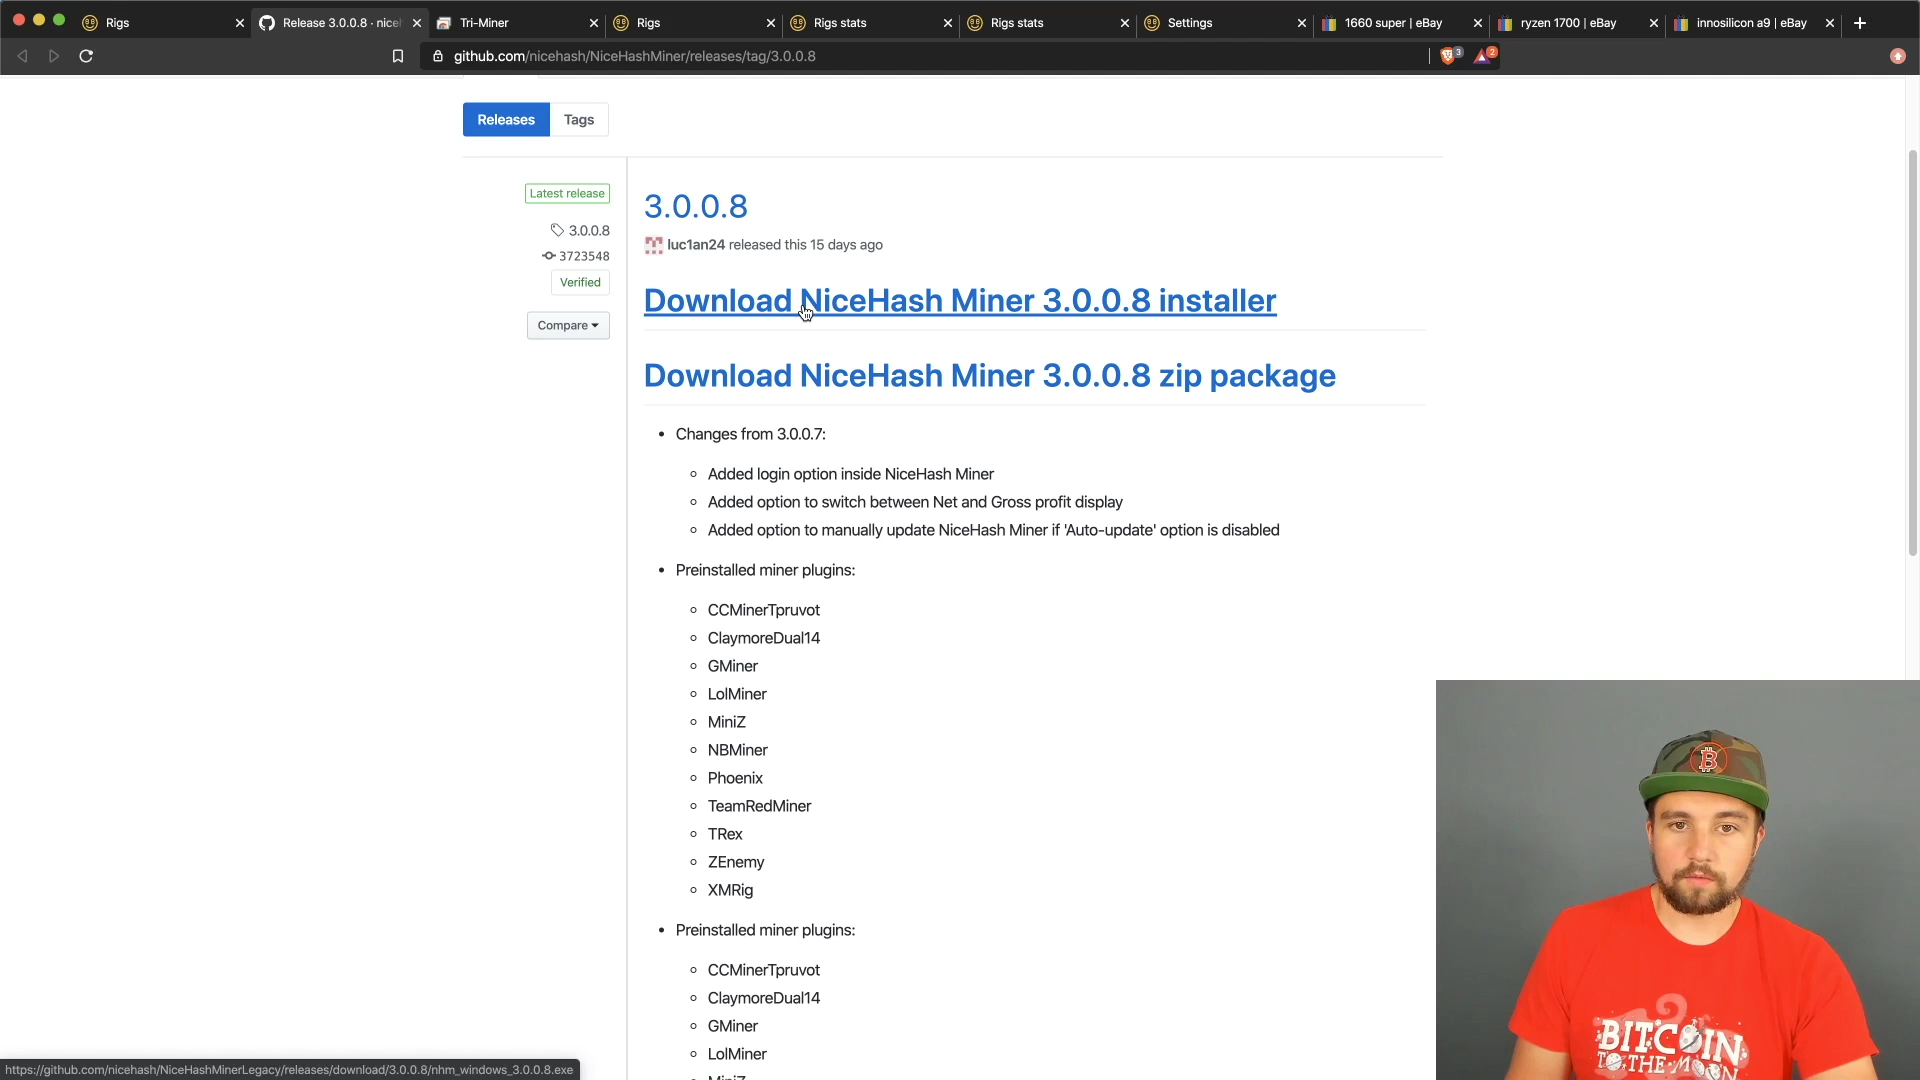 Rigs
Release 3.0.0.8 · nicel
Tri-Miner
Rigs
Rigs stats
Rigs stats
Settings
1660 super | eBay
ryzen 1700 | eBay
innosilicon a9 | eBay
github.com/nicehash/NiceHashMiner/releases/tag/3.0.0.8
3
2
Releases
Tags
Latest release
3.0.0.8
3723548
Verified
Compare
3.0.0.8
luc1an24 released this 15 days ago
Download NiceHash Miner 3.0.0.8 installer
Download NiceHash Miner 3.0.0.8 zip package
Changes from 3.0.0.7:
Added login option inside NiceHash Miner
Added option to switch between Net and Gross profit display
Added option to manually update NiceHash Miner if 'Auto-update' option is disabled
Preinstalled miner plugins:
CCMinerTpruvot
ClaymoreDual14
GMiner
LolMiner
MiniZ
NBMiner
Phoenix
TeamRedMiner
TRex
ZEnemy
XMRig
Preinstalled miner plugins:
CCMinerTpruvot
ClaymoreDual14
GMiner
LolMiner
MiniZ
https://github.com/nicehash/NiceHashMinerLegacy/releases/download/3.0.0.8/nhm_windows_3.0.0.8.exe
BITCOIN
TO THE MOON